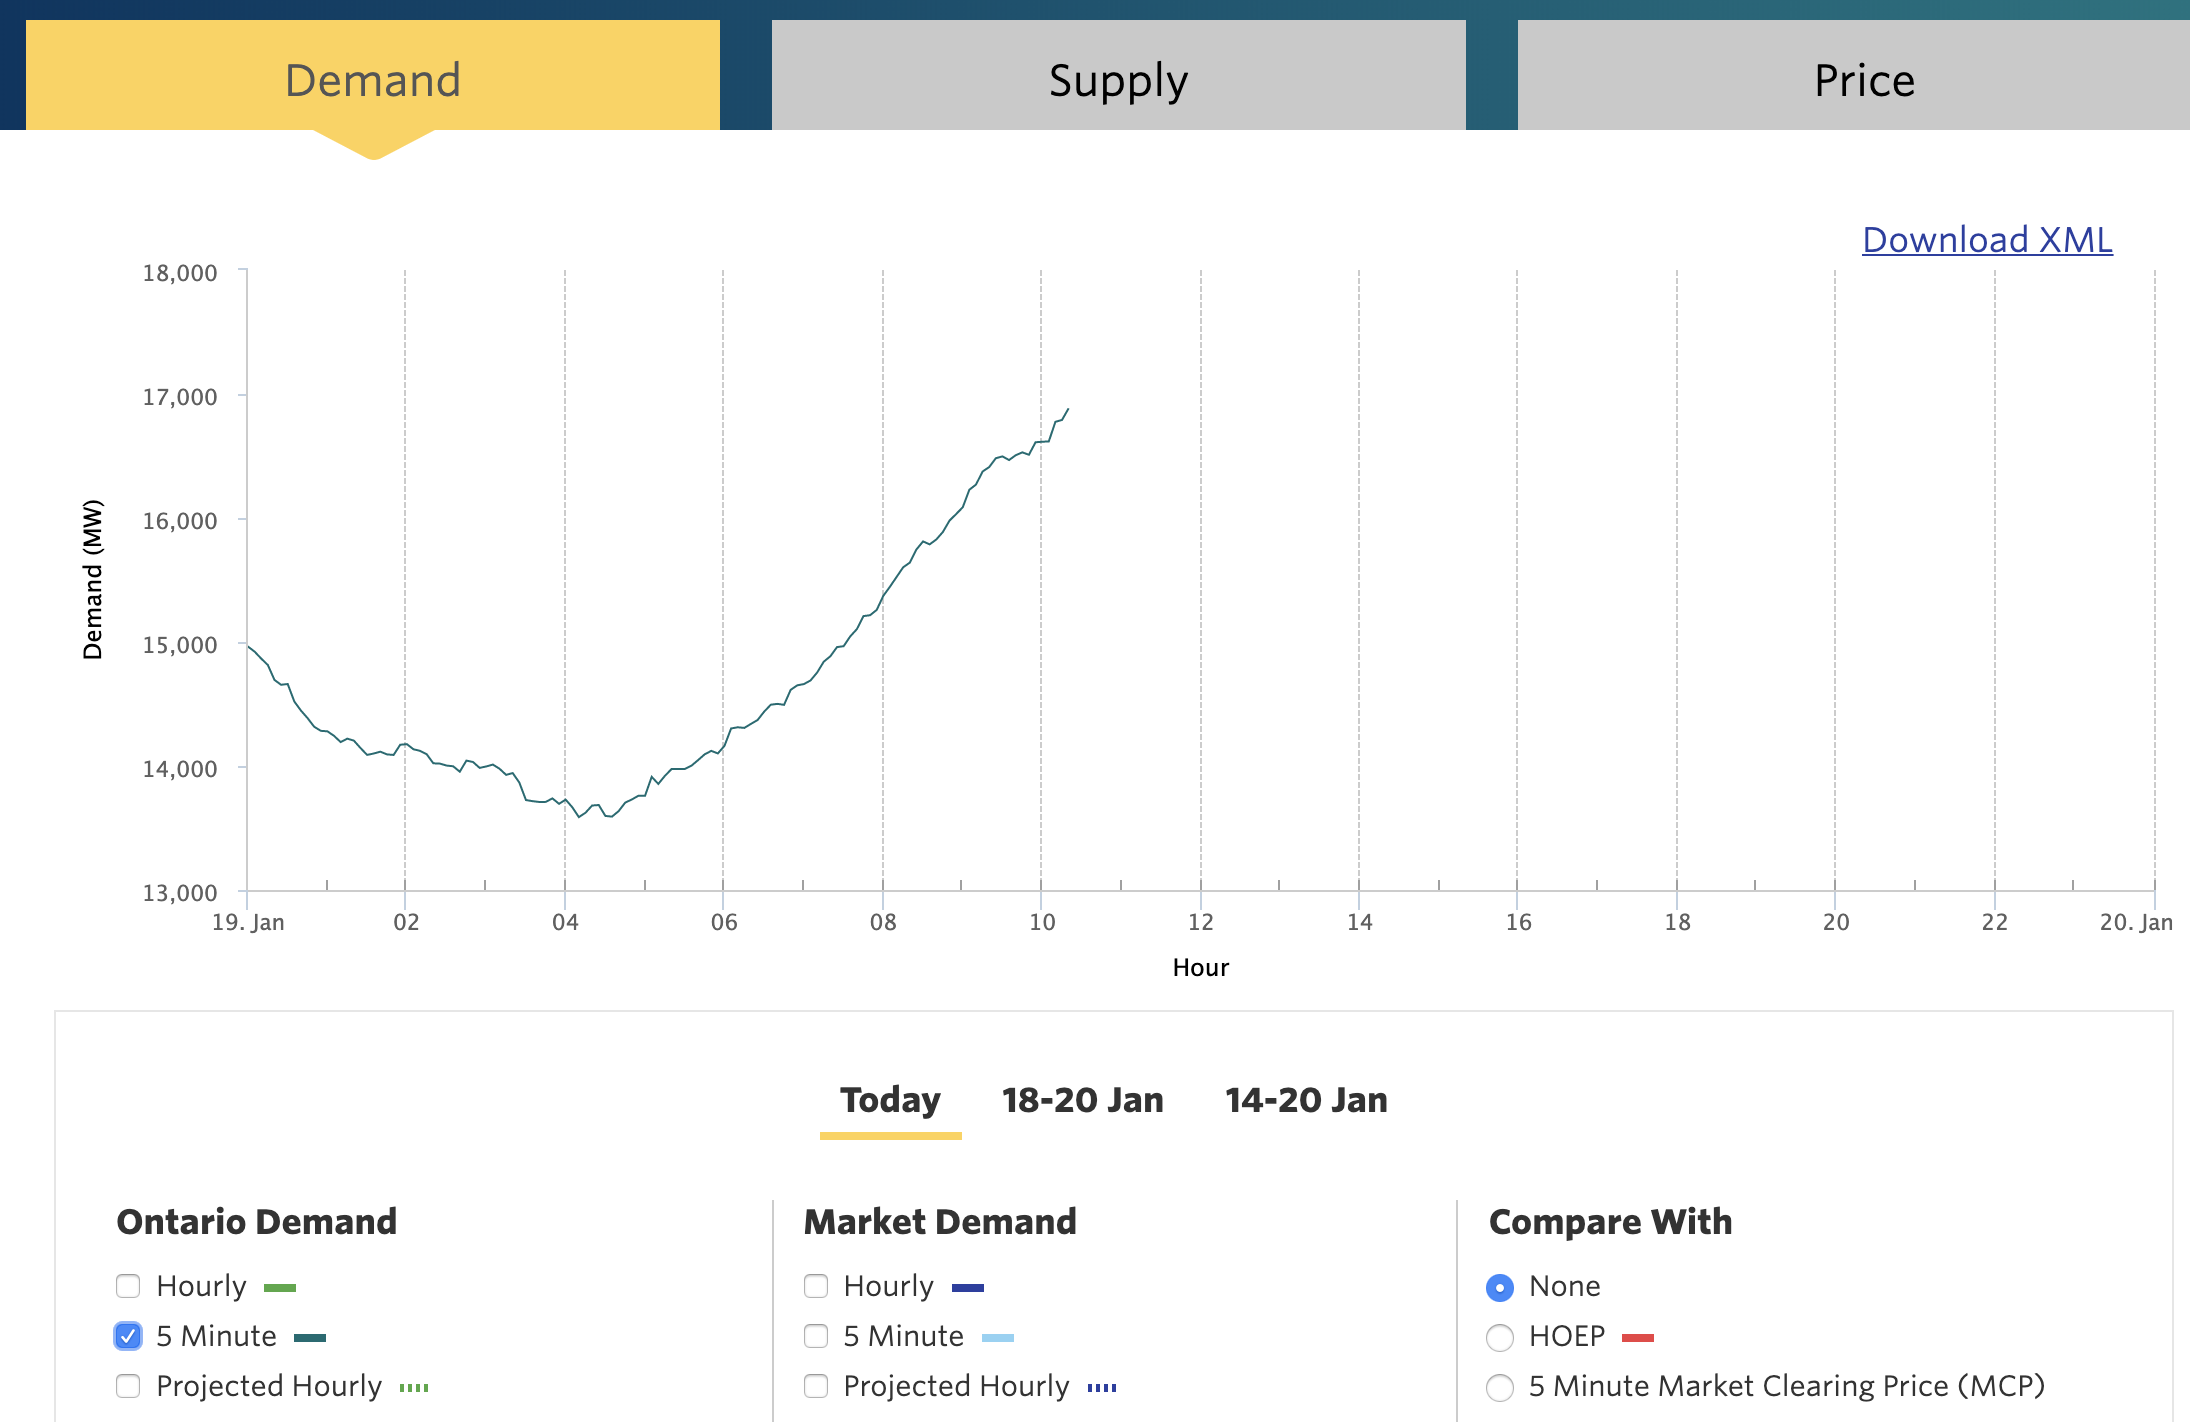 Demand
Supply
Price
Download XML
18,000
17,000
16,000
15,000
14,000
13,000
Demand (MW)
19. Jan 02 04 06 08 10 12 14 16 18 20 22 20. Jan
Hour
Today 18-20 Jan 14-20 Jan
Ontario Demand
Hourly
5 Minute
Projected Hourly
Market Demand
Hourly
5 Minute
Projected Hourly
Compare With
None
HOEP
5 Minute Market Clearing Price (MCP)